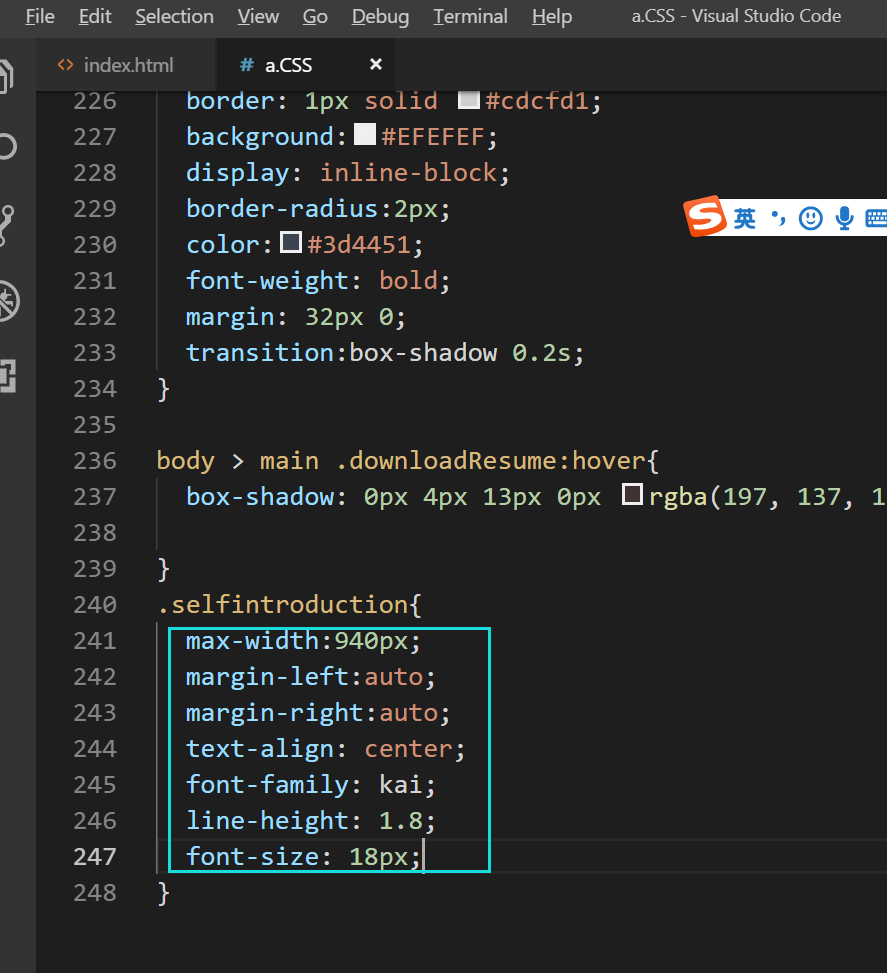 File Edit Selection View Go Debug Terminal Help a.CSS - Visual Studio Code
<> index.html # a.CSS ×
226 border: 1px solid #cdcfd1;
227 background: #EFEFEF;
228 display: inline-block;
229 border-radius:2px;
230 color: #3d4451;
231 font-weight: bold;
232 margin: 32px 0;
233 transition:box-shadow 0.2s;
234 }
235
236 body > main .downloadResume:hover{
237 box-shadow: 0px 4px 13px 0px rgba(197, 137, 1
238
239 }
240 .selfintroduction{
241 max-width:940px;
242 margin-left:auto;
243 margin-right:auto;
244 text-align: center;
245 font-family: kai;
246 line-height: 1.8;
247 font-size: 18px;
248 }
S 英